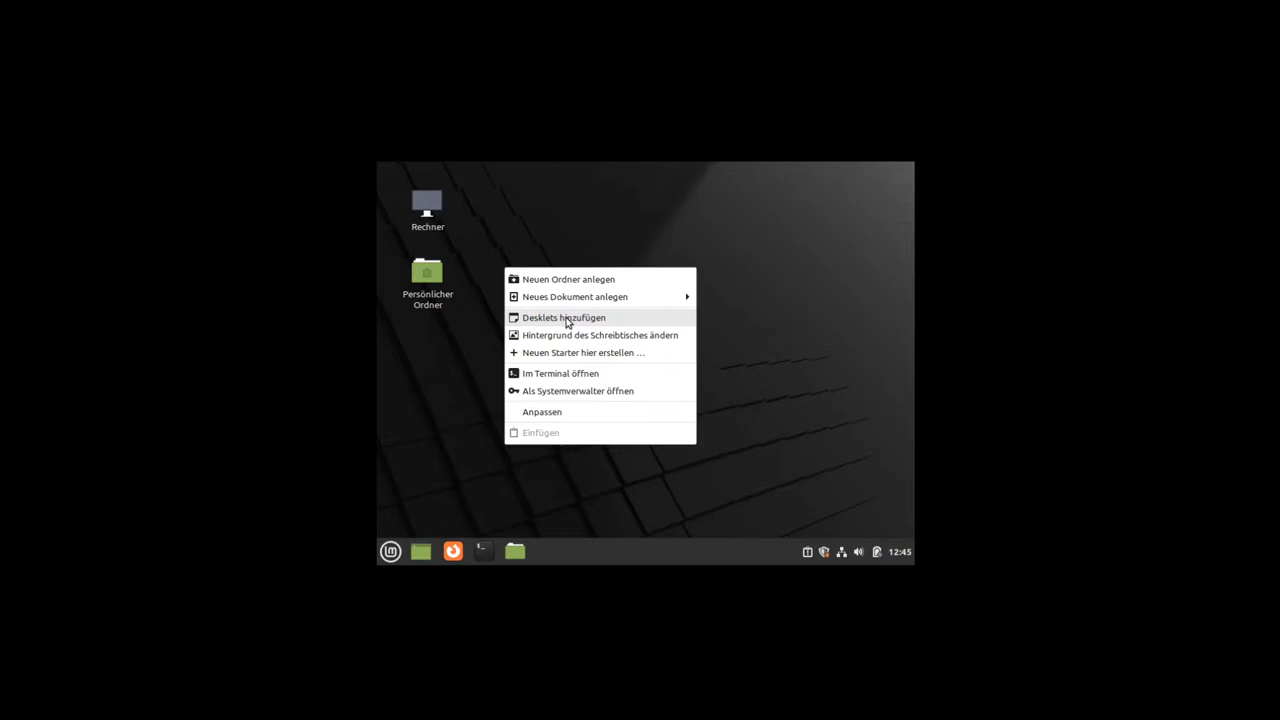 Rechner
Persönlicher
Ordner
Neuen Ordner anlegen
Neues Dokument anlegen
Desklets hinzufügen
Hintergrund des Schreibtisches ändern
Neuen Starter hier erstellen …
Im Terminal öffnen
Als Systemverwalter öffnen
Anpassen
Einfügen
12:45